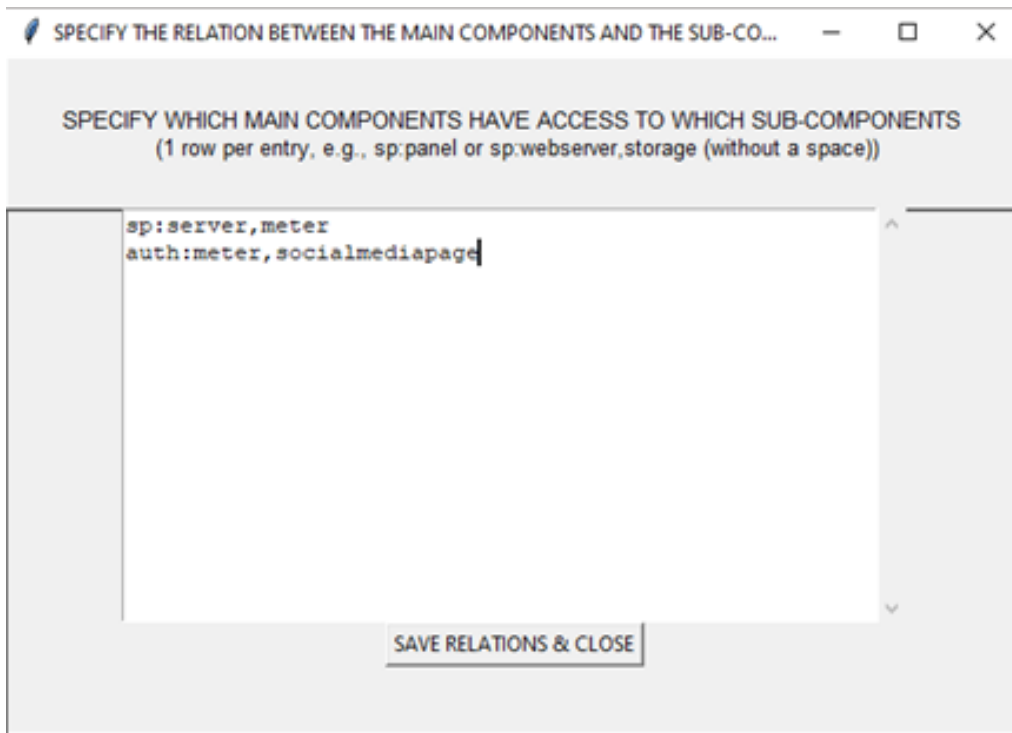 SPECIFY THE RELATION BETWEEN THE MAIN COMPONENTS AND THE SUB-CO...
SPECIFY WHICH MAIN COMPONENTS HAVE ACCESS TO WHICH SUB-COMPONENTS
(1 row per entry, e.g., sp:panel or sp:webserver,storage (without a space))
sp:server,meter
auth:meter,socialmediapage
SAVE RELATIONS & CLOSE